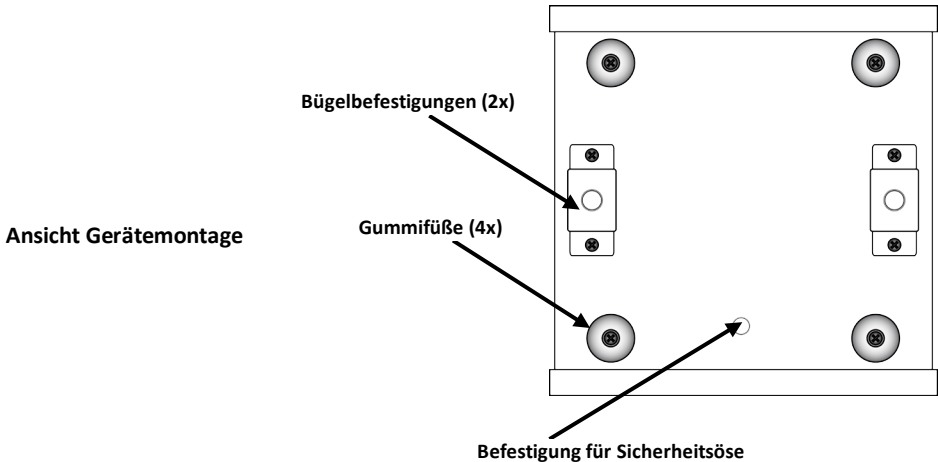 Bügelbefestigungen (2x)
Ansicht Gerätemontage
Gummifüße (4x)
Befestigung für Sicherheitsöse